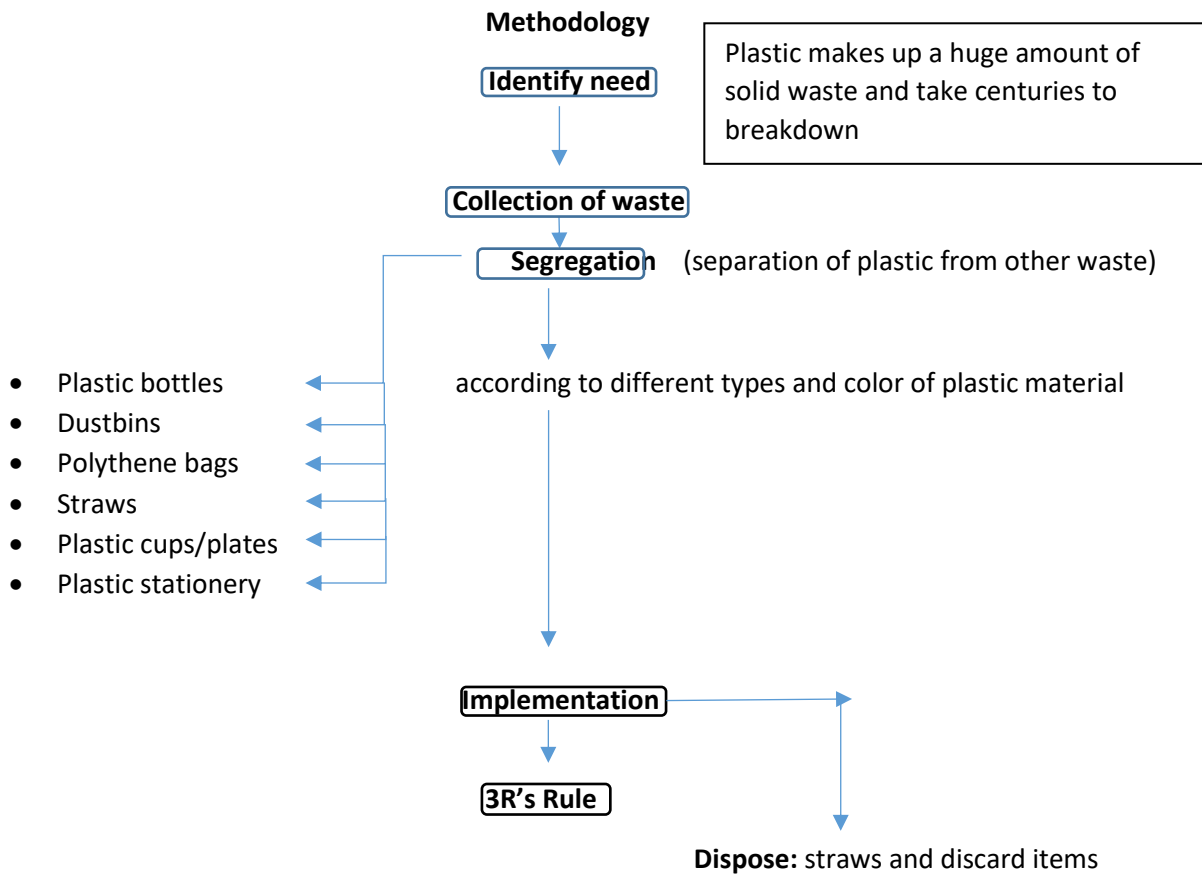 Methodology
Identify need
Plastic makes up a huge amount of
solid waste and take centuries to
breakdown
Collection of waste
Segregation (separation of plastic from other waste)
• Plastic bottles
according to different types and color of plastic material
• Dustbins
• Polythene bags
• Straws
• Plastic cups/plates
• Plastic stationery
Implementation
3R’s Rule
Dispose: straws and discard items